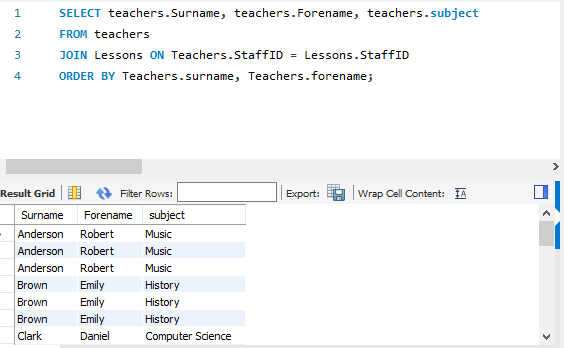 1 SELECT teachers.Surname, teachers.Forename, teachers.subject
2 FROM teachers
3 JOIN Lessons ON Teachers.StaffID = Lessons.StaffID
4 ORDER BY Teachers.surname, Teachers.forename;
Result Grid Filter Rows: Export: Wrap Cell Content: IA
Surname Forename subject
Anderson Robert Music
Anderson Robert Music
Anderson Robert Music
Brown Emily History
Brown Emily History
Brown Emily History
Clark Daniel Computer Science